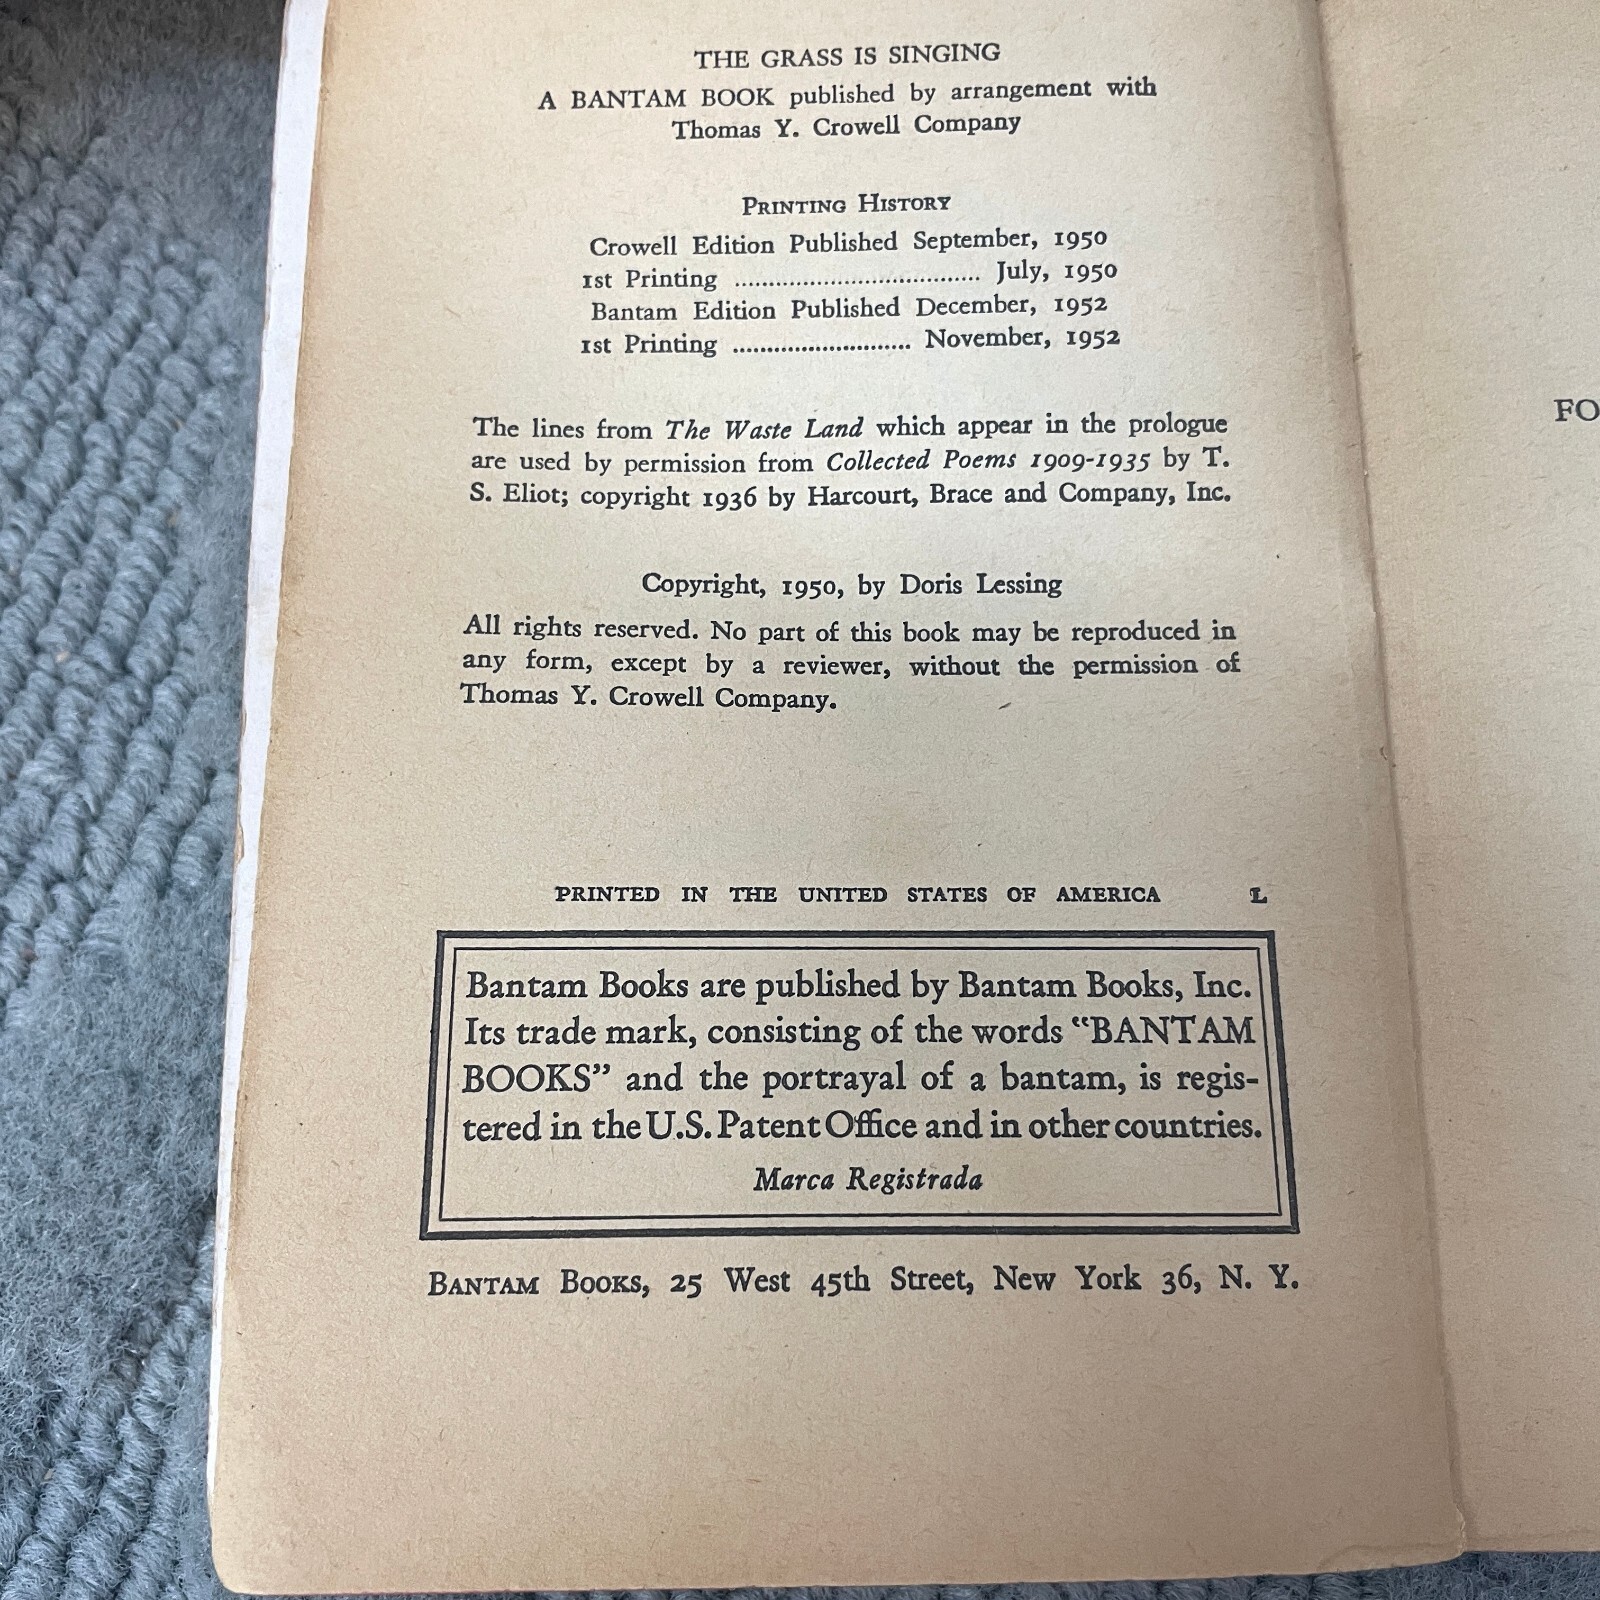 THE GRASS IS SINGING
A BANTAM BOOK published by arrangement with
Thomas Y. Crowell Company
PRINTING HISTORY
Crowell Edition Published September, 1950
1st Printing .................................... July, 1950
Bantam Edition Published December, 1952
1st Printing .......................... November, 1952
The lines from The Waste Land which appear in the prologue
are used by permission from Collected Poems 1909-1935 by T.
S. Eliot; copyright 1936 by Harcourt, Brace and Company, Inc.
Copyright, 1950, by Doris Lessing
All rights reserved. No part of this book may be reproduced in
any form, except by a reviewer, without the permission of
Thomas Y. Crowell Company.
PRINTED IN THE UNITED STATES OF AMERICA L
Bantam Books are published by Bantam Books, Inc.
Its trade mark, consisting of the words "BANTAM
BOOKS" and the portrayal of a bantam, is regis-
tered in the U.S. Patent Office and in other countries.
Marca Registrada
BANTAM BOOKS, 25 West 45th Street, New York 36, N. Y.
FO